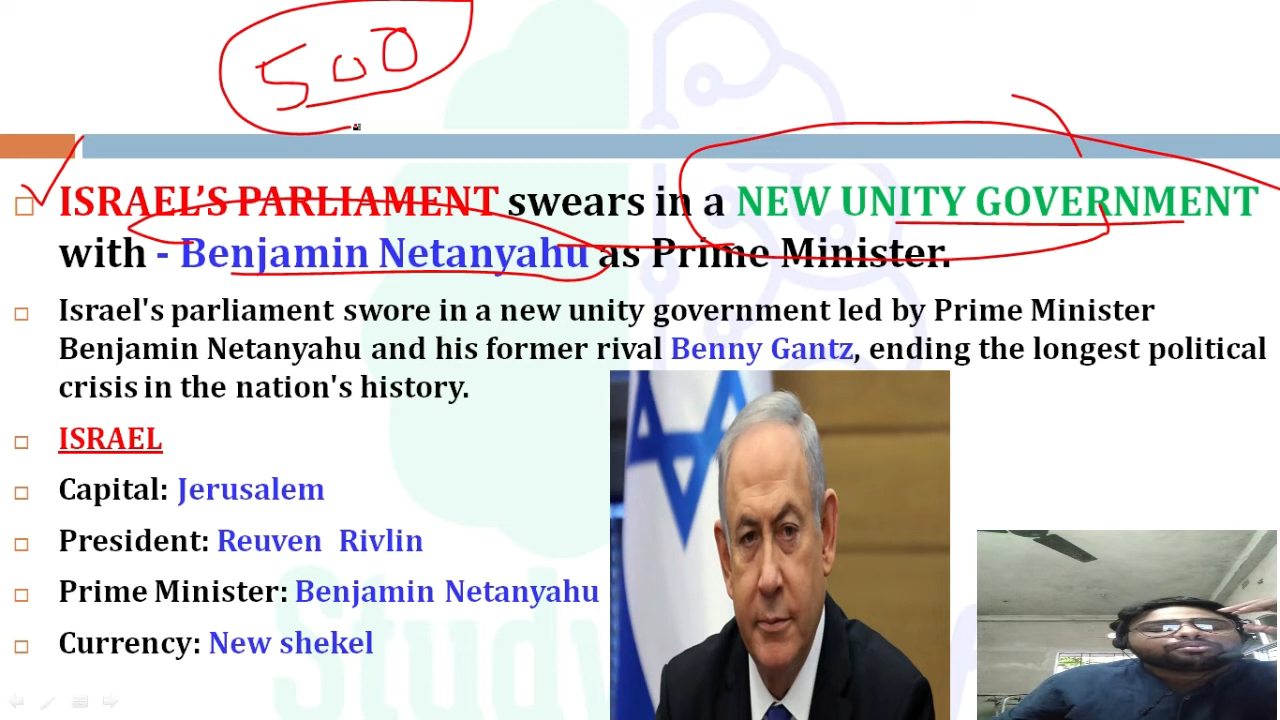 500
ISRAEL’S PARLIAMENT swears in a NEW UNITY GOVERNMENT
with - Benjamin Netanyahu as Prime Minister.
Israel's parliament swore in a new unity government led by Prime Minister
Benjamin Netanyahu and his former rival Benny Gantz, ending the longest political
crisis in the nation's history.
ISRAEL
Capital: Jerusalem
President: Reuven Rivlin
Prime Minister: Benjamin Netanyahu
Currency: New shekel
Study